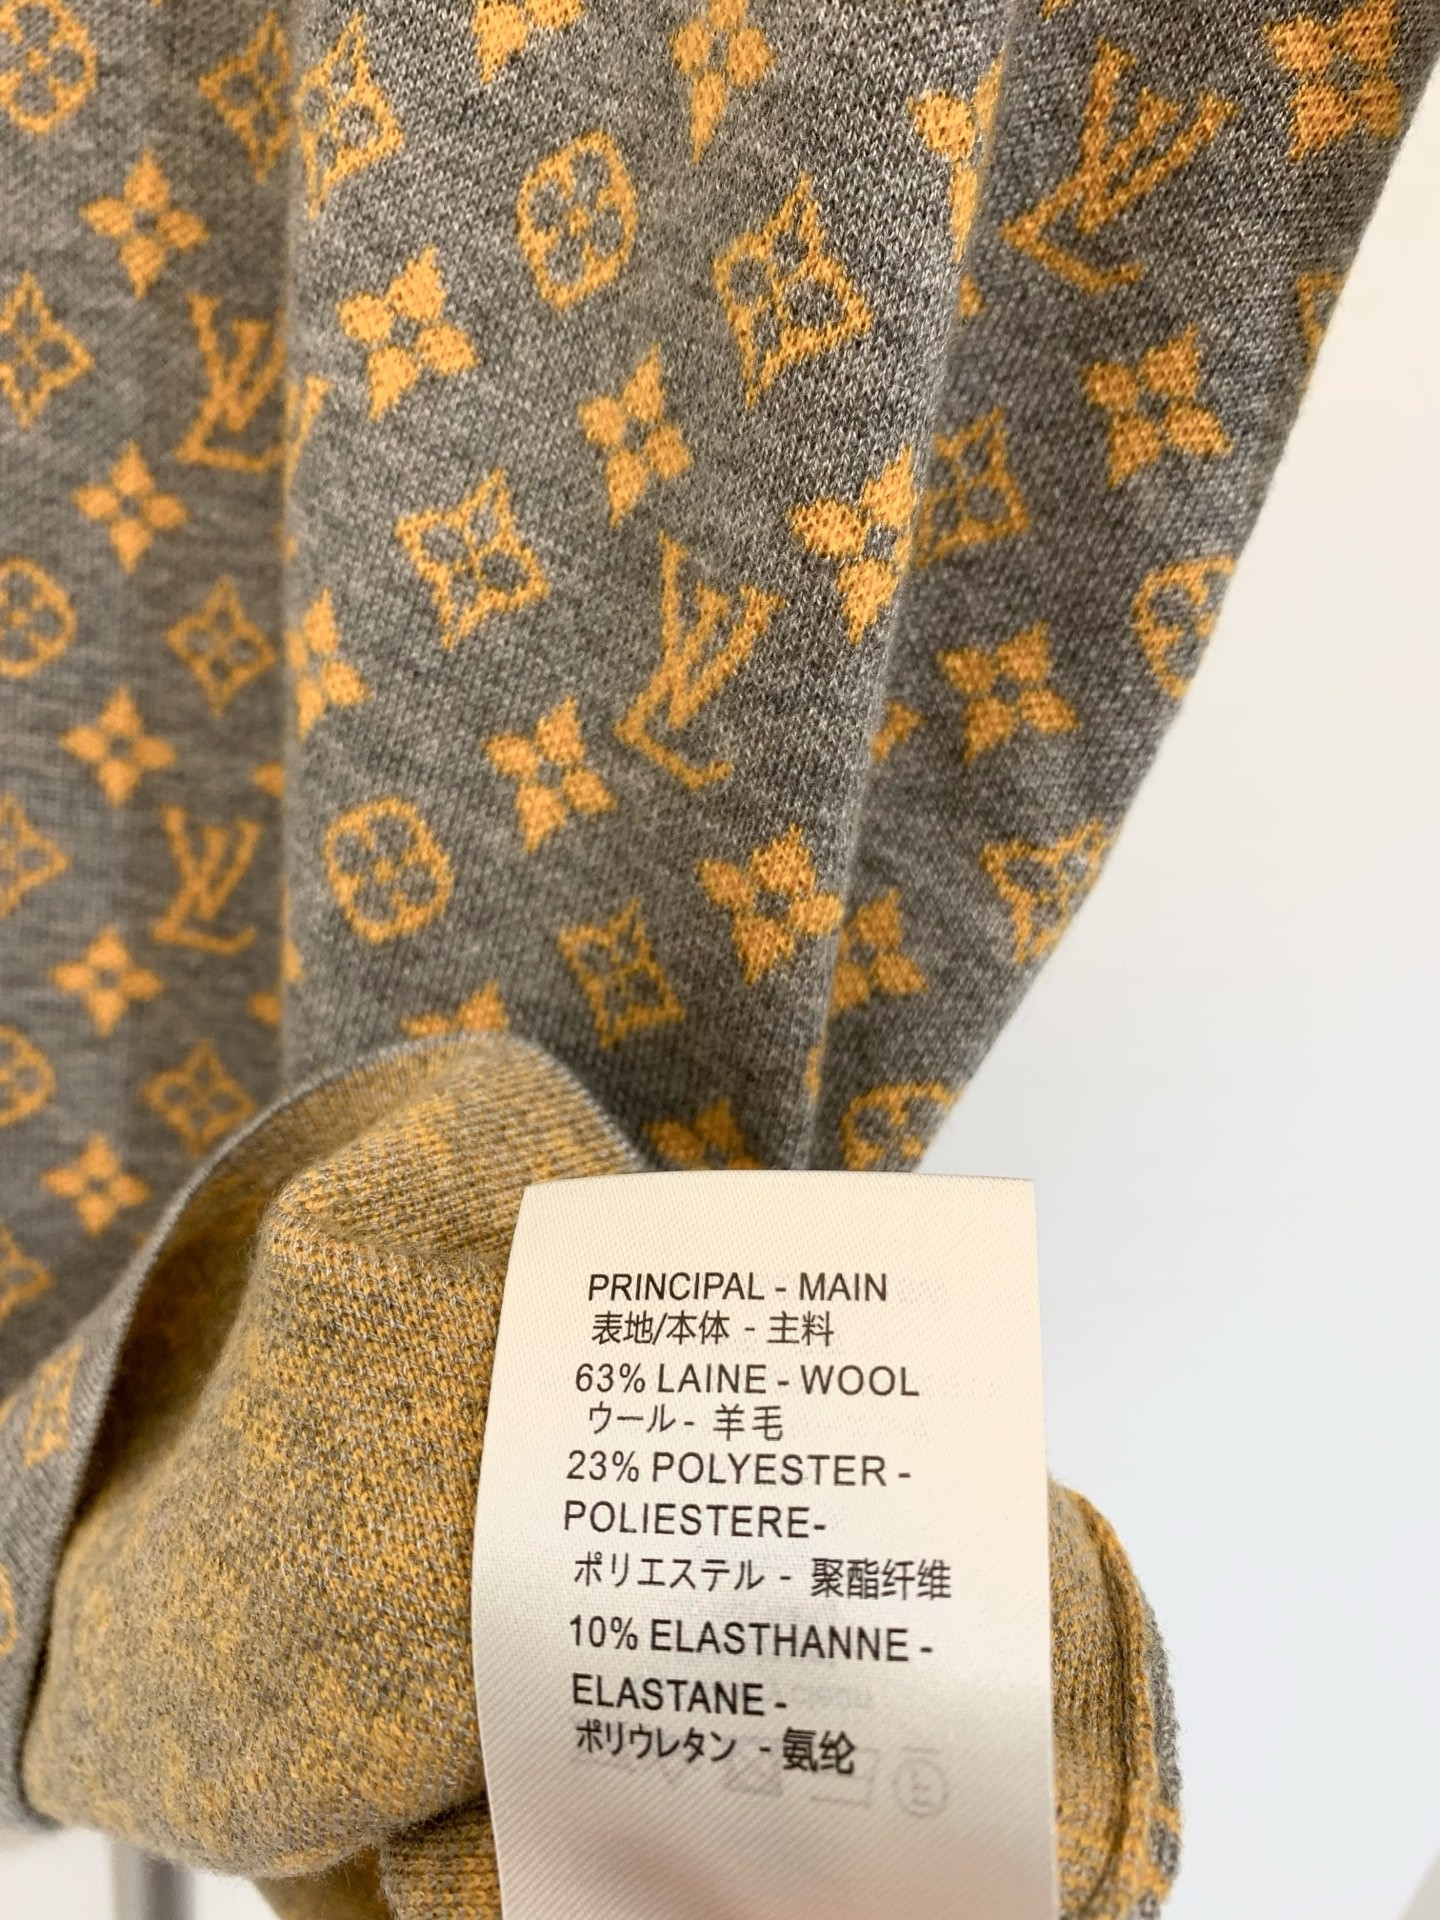 PRINCIPAL - MAIN
表地/本体 - 主料
63% LAINE - WOOL
ウール - 羊毛
23% POLYESTER -
POLIESTERE-
ポリエステル - 聚酯纤维
10% ELASTHANNE -
ELASTANE -
ポリウレタン - 氨纶